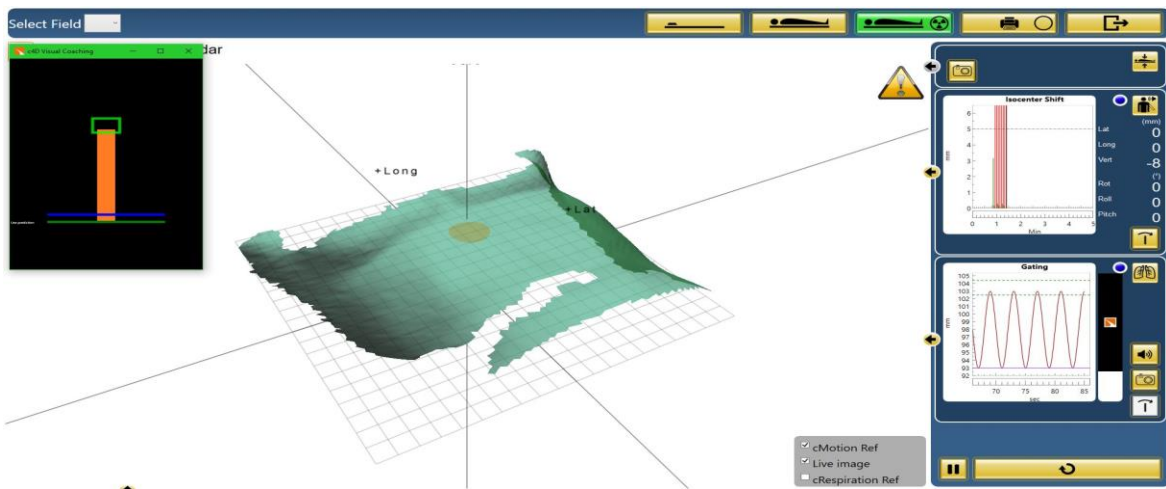 Select Field
c4D Visual Coaching
dar
+Long
+Lat
Isocenter Shift
6
5
4
3
2
1
0
mm
0 1 2 3 4 5
Min
(mm)
Lat 0
Long 0
Vert -8
(°)
Rot 0
Roll 0
Pitch 0
Gating
105
104
103
102
101
100
99
98
97
96
95
94
93
92
mm
70 75 80 85
sec
cMotion Ref
Live image
cRespiration Ref